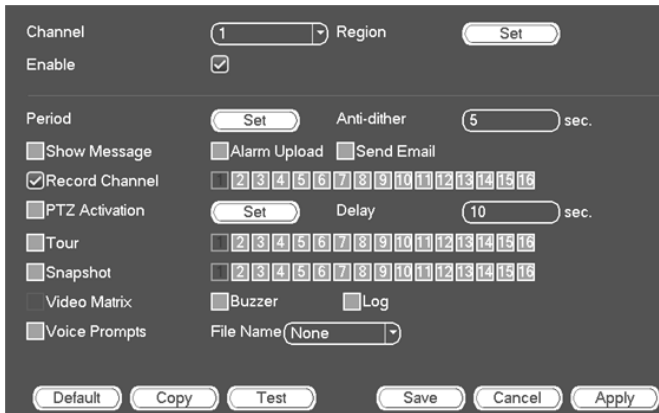 Channel 1 Region Set
Enable
Period Set Anti-dither 5 sec.
Show Message Alarm Upload Send Email
Record Channel 1 2 3 4 5 6 7 8 9 10 11 12 13 14 15 16
PTZ Activation Set Delay 10 sec.
Tour 1 2 3 4 5 6 7 8 9 10 11 12 13 14 15 16
Snapshot 1 2 3 4 5 6 7 8 9 10 11 12 13 14 15 16
Video Matrix Buzzer Log
Voice Prompts File Name None
Default Copy Test Save Cancel Apply